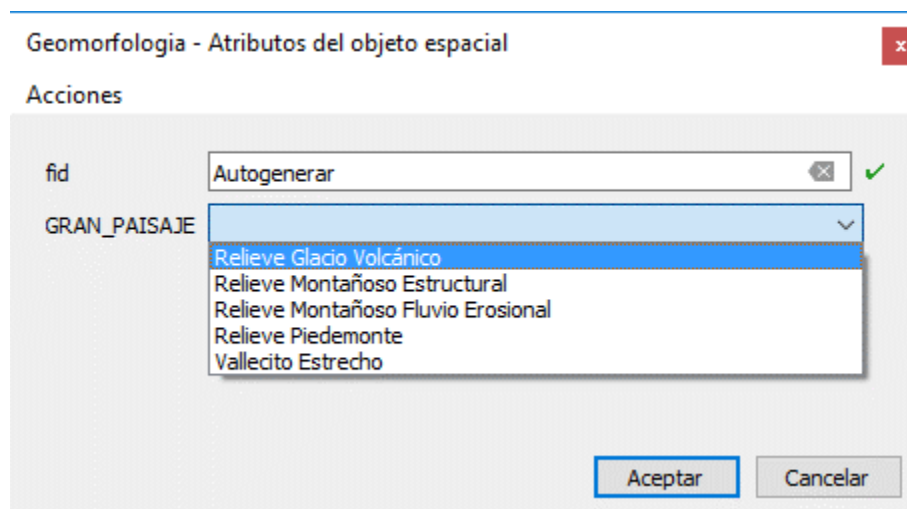 Geomorfologia - Atributos del objeto espacial
x
Acciones
fid Autogenerar
GRAN_PAISAJE
Relieve Glacio Volcánico
Relieve Montañoso Estructural
Relieve Montañoso Fluvio Erosional
Relieve Piedemonte
Vallecito Estrecho
Aceptar Cancelar